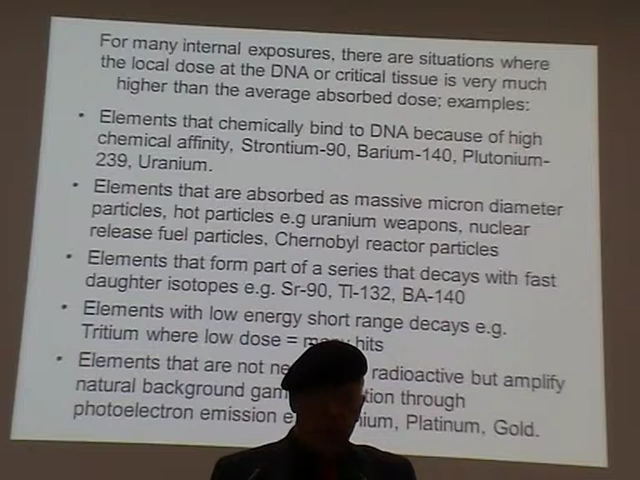 For many internal exposures, there are situations where
the local dose at the DNA or critical tissue is very much
higher than the average absorbed dose; examples:
• Elements that chemically bind to DNA because of high
chemical affinity, Strontium-90, Barium-140, Plutonium-
239, Uranium.
• Elements that are absorbed as massive micron diameter
particles, hot particles e.g uranium weapons, nuclear
release fuel particles, Chernobyl reactor particles
• Elements that form part of a series that decays with fast
daughter isotopes e.g. Sr-90, Tl-132, BA-140
• Elements with low energy short range decays e.g.
Tritium where low dose = many hits
• Elements that are not radioactive but amplify
natural background through
photoelectron emission Platinum, Gold.